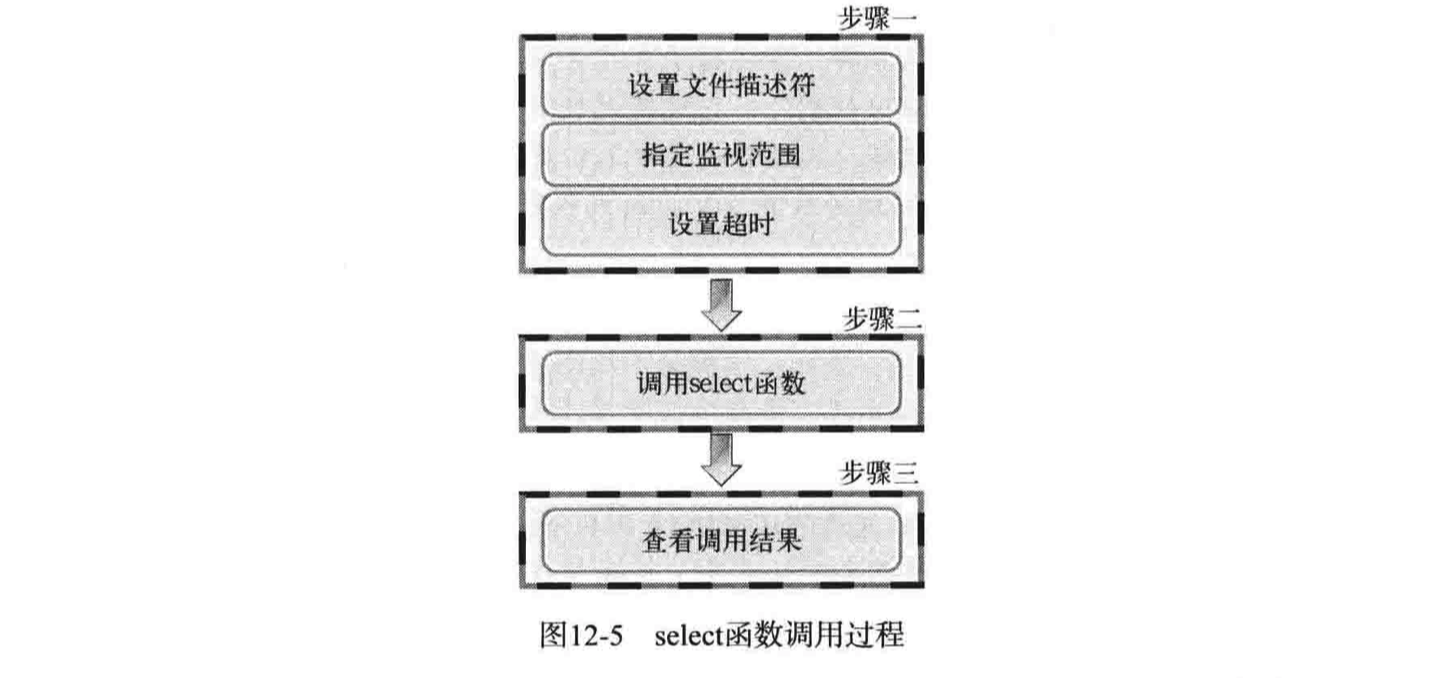 步骤一
设置文件描述符
指定监视范围
设置超时
步骤二
调用select函数
步骤三
查看调用结果
图12-5 select函数调用过程